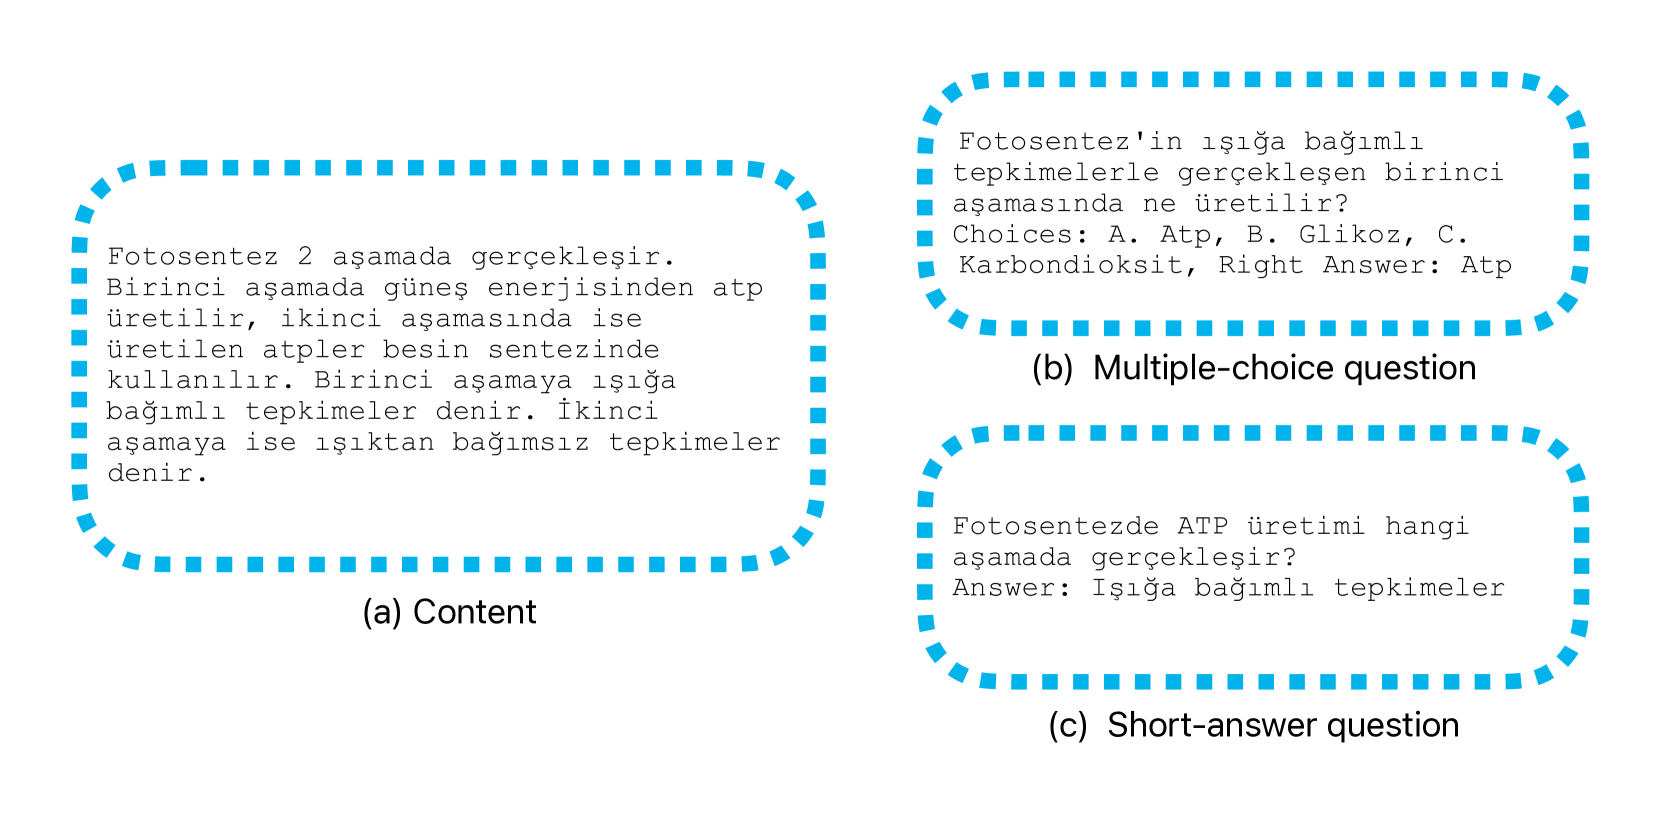 Fotosentez 2 aşamada gerçekleşir.
Birinci aşamada güneş enerjisinden atp
üretilir, ikinci aşamasında ise
üretilen atpler besin sentezinde
kullanılır. Birinci aşamaya ışığa
bağımlı tepkimeler denir. İkinci
aşamaya ise ışıktan bağımsız tepkimeler
denir.
(a) Content
Fotosentez'in ışığa bağımlı
tepkimelerle gerçekleşen birinci
aşamasında ne üretilir?
Choices: A. Atp, B. Glikoz, C.
Karbondioksit, Right Answer: Atp
(b) Multiple-choice question
Fotosentezde ATP üretimi hangi
aşamada gerçekleşir?
Answer: Işığa bağımlı tepkimeler
(c) Short-answer question